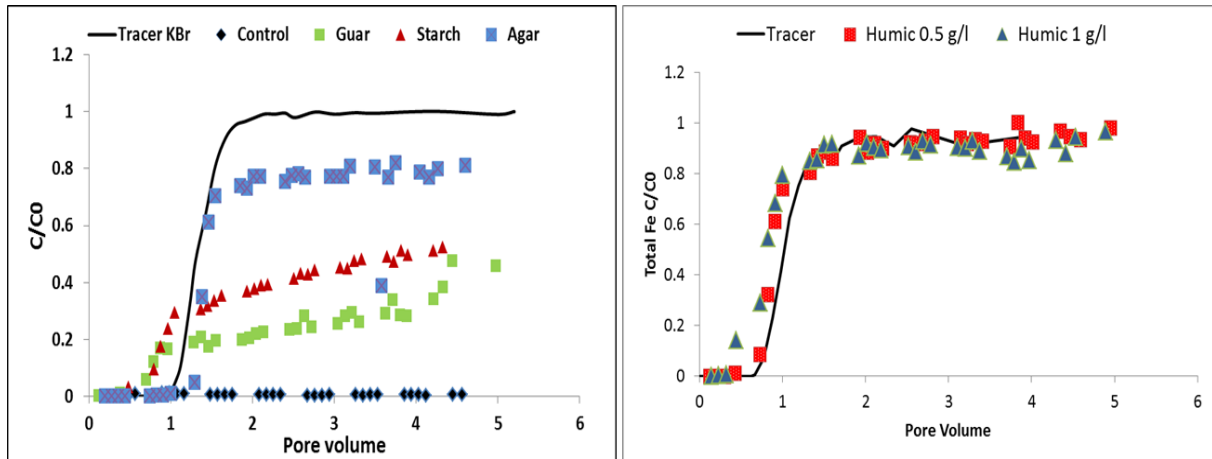 Tracer KBr Control Guar Starch Agar
1.2
1
0.8
0.6
0.4
0.2
0
C/C0
0 1 2 3 4 5 6
Pore volume
Tracer Humic 0.5 g/l Humic 1 g/l
1.2
1
0.8
0.6
0.4
0.2
0
Total Fe C/C0
0 1 2 3 4 5 6
Pore Volume